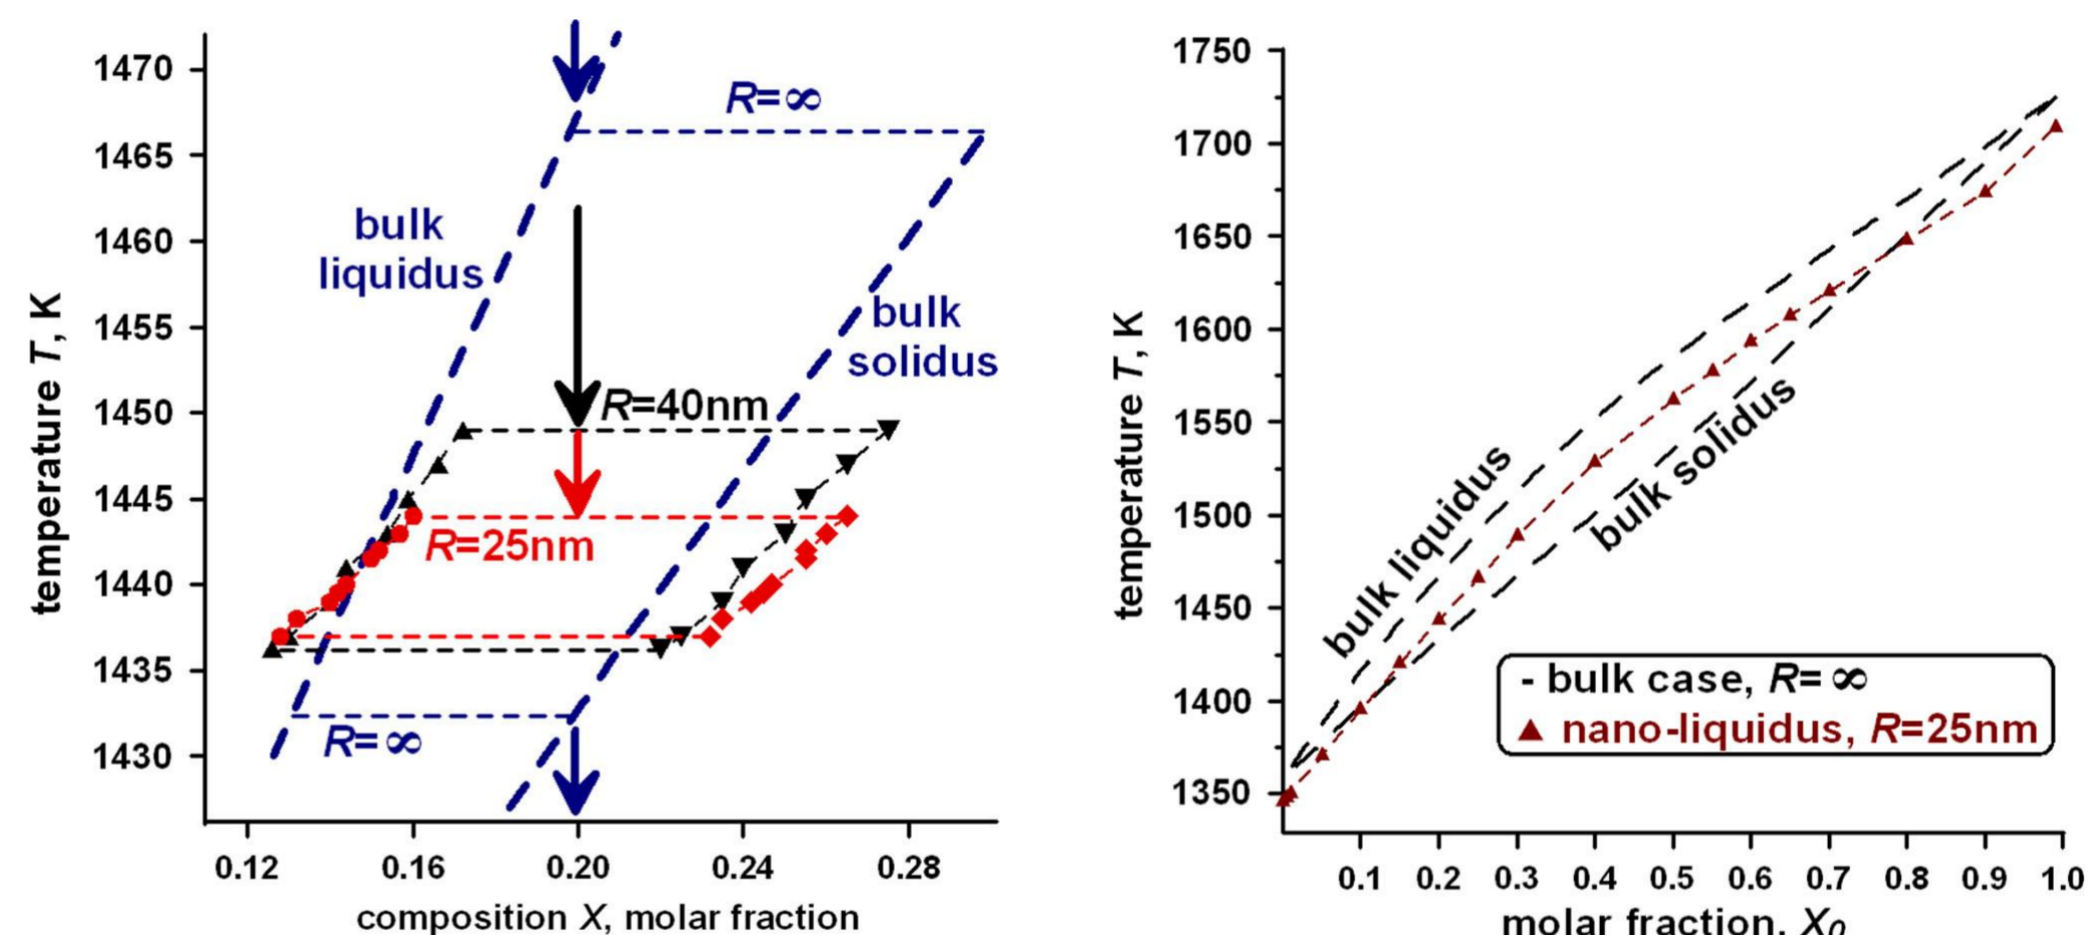 temperature T, K
1470
1465
1460
1455
1450
1445
1440
1435
1430
R=∞
bulk
liquidus
bulk
solidus
R=40nm
R=25nm
R=∞
0.12 0.16 0.20 0.24 0.28
composition X, molar fraction
temperature T, K
1750
1700
1650
1600
1550
1500
1450
1400
1350
bulk liquidus
bulk solidus
- bulk case, R=∞
▲ nano-liquidus, R=25nm
0.1 0.2 0.3 0.4 0.5 0.6 0.7 0.8 0.9 1.0
molar fraction, X0